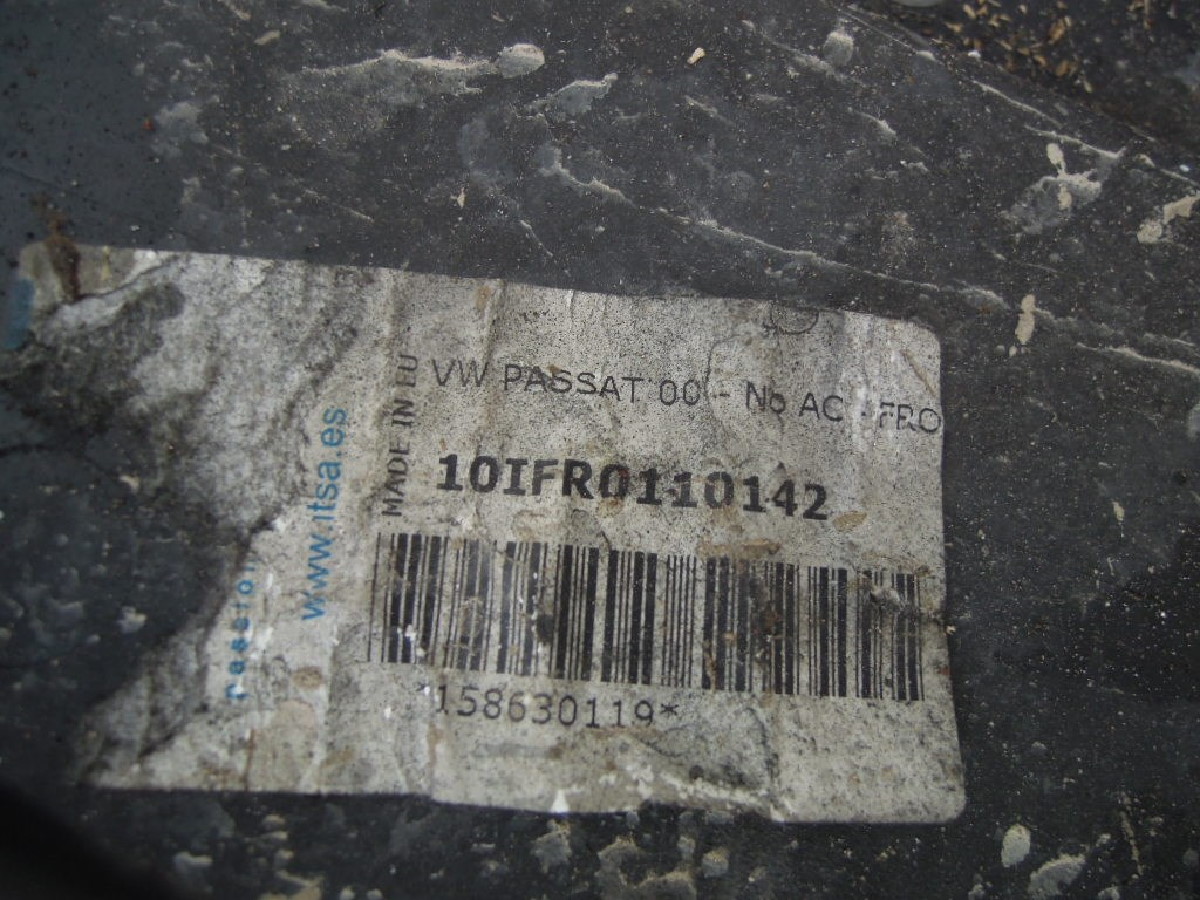 VW PASSAT 00 - No AC - FRO
10IFR0110142
*158630119*
MADE IN EU
www.itsa.es